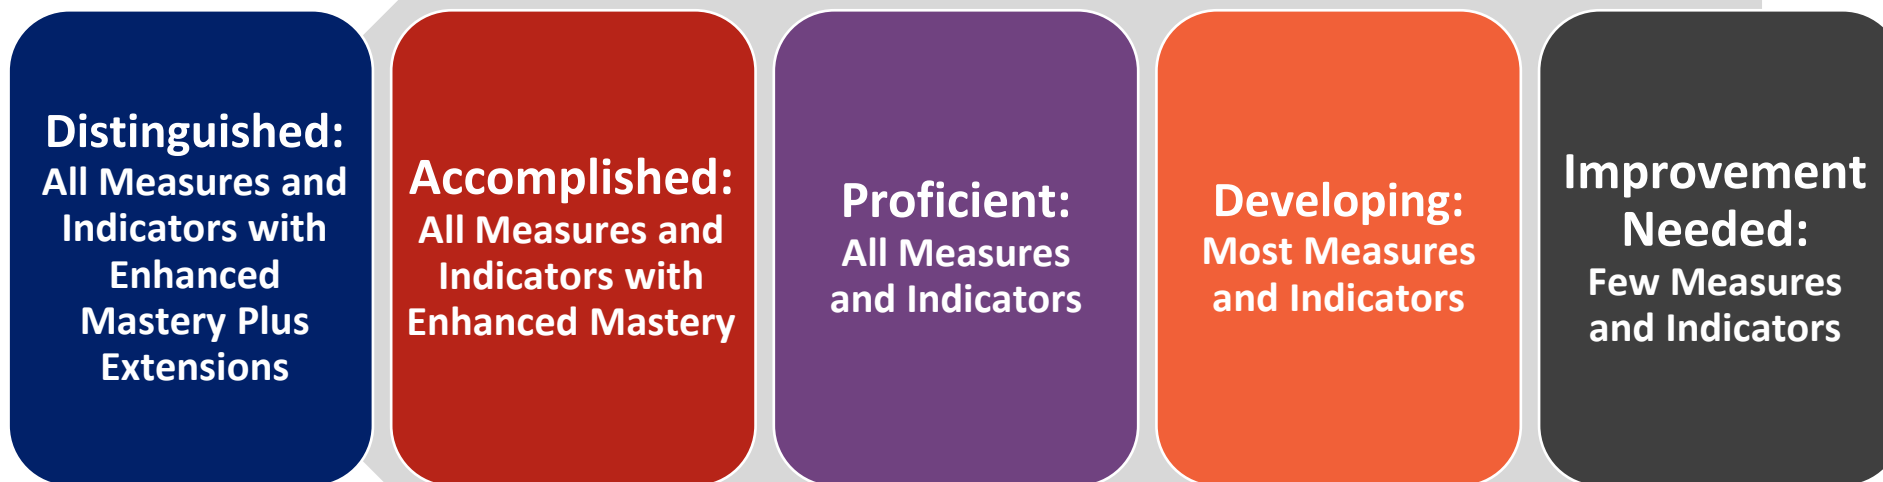 Distinguished:
All Measures and
Indicators with
Enhanced
Mastery Plus
Extensions
Accomplished:
All Measures and
Indicators with
Enhanced Mastery
Proficient:
All Measures
and Indicators
Developing:
Most Measures
and Indicators
Improvement
Needed:
Few Measures
and Indicators